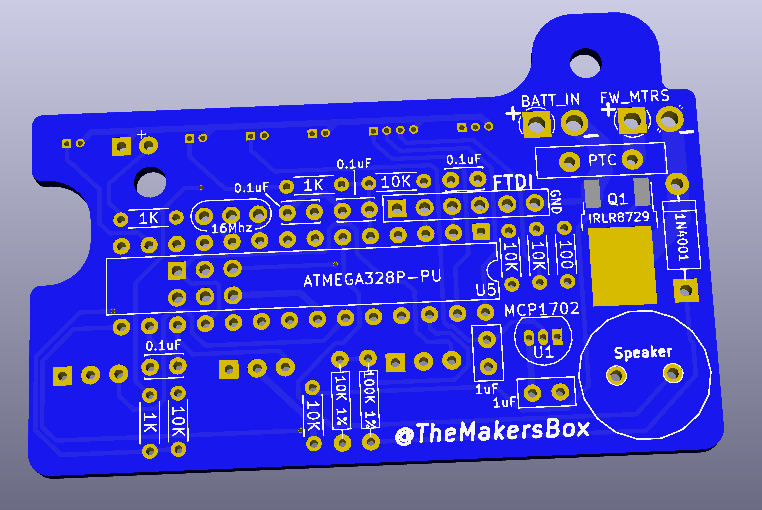 BATT_IN
FW_MTRS
+
+
+
-
-
0.1uF
0.1uF
PTC
1K
10K
FTDI
0.1uF
GND
Q1
IRLR8729
1K
16Mhz
1N4001
10K
10K
100
ATMEGA328P-PU
U5
MCP1702
U1
0.1uF
Speaker
1K
10K
10K
10K 1%
00K 1%
1uF
1uF
@TheMakersBox